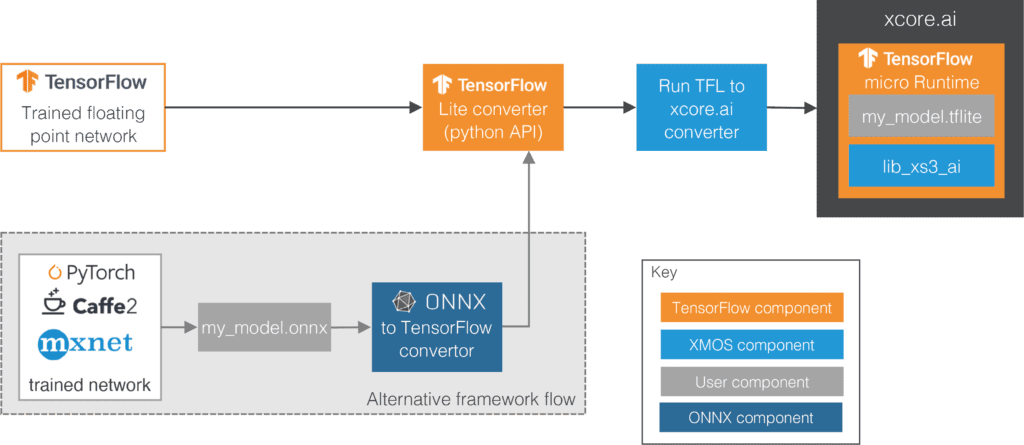 TensorFlow
Trained floating
point network
TensorFlow
Lite converter
(python API)
Run TFL to
xcore.ai
converter
xcore.ai
TensorFlow
micro Runtime
my_model.tflite
lib_xs3_ai
PyTorch
Caffe2
mxnet
trained network
my_model.onnx
ONNX
to TensorFlow
convertor
Alternative framework flow
Key
TensorFlow component
XMOS component
User component
ONNX component